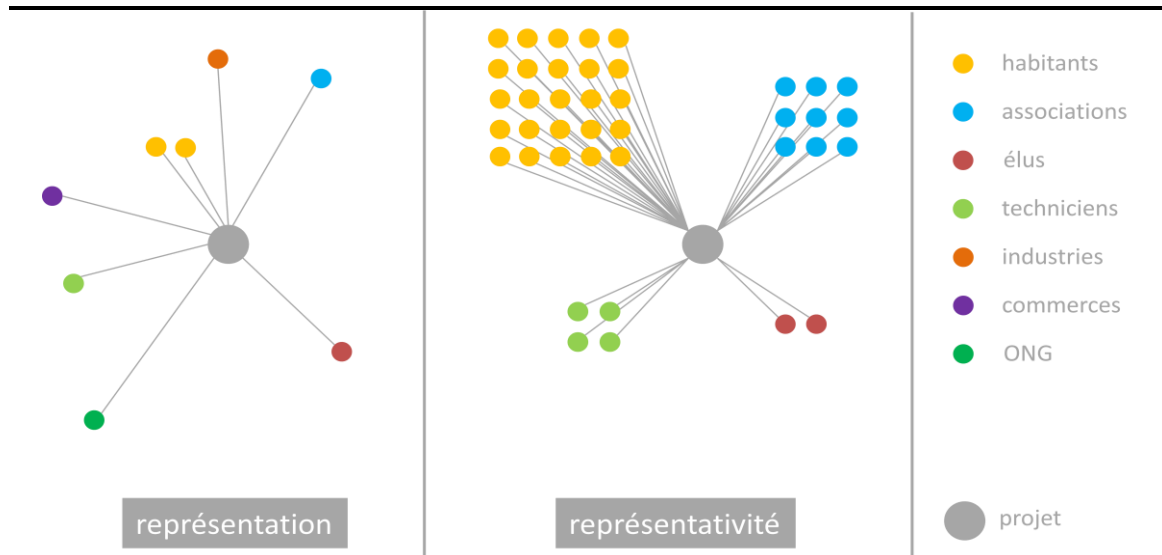 habitants
associations
élus
techniciens
industries
commerces
ONG
représentation
représentativité
projet